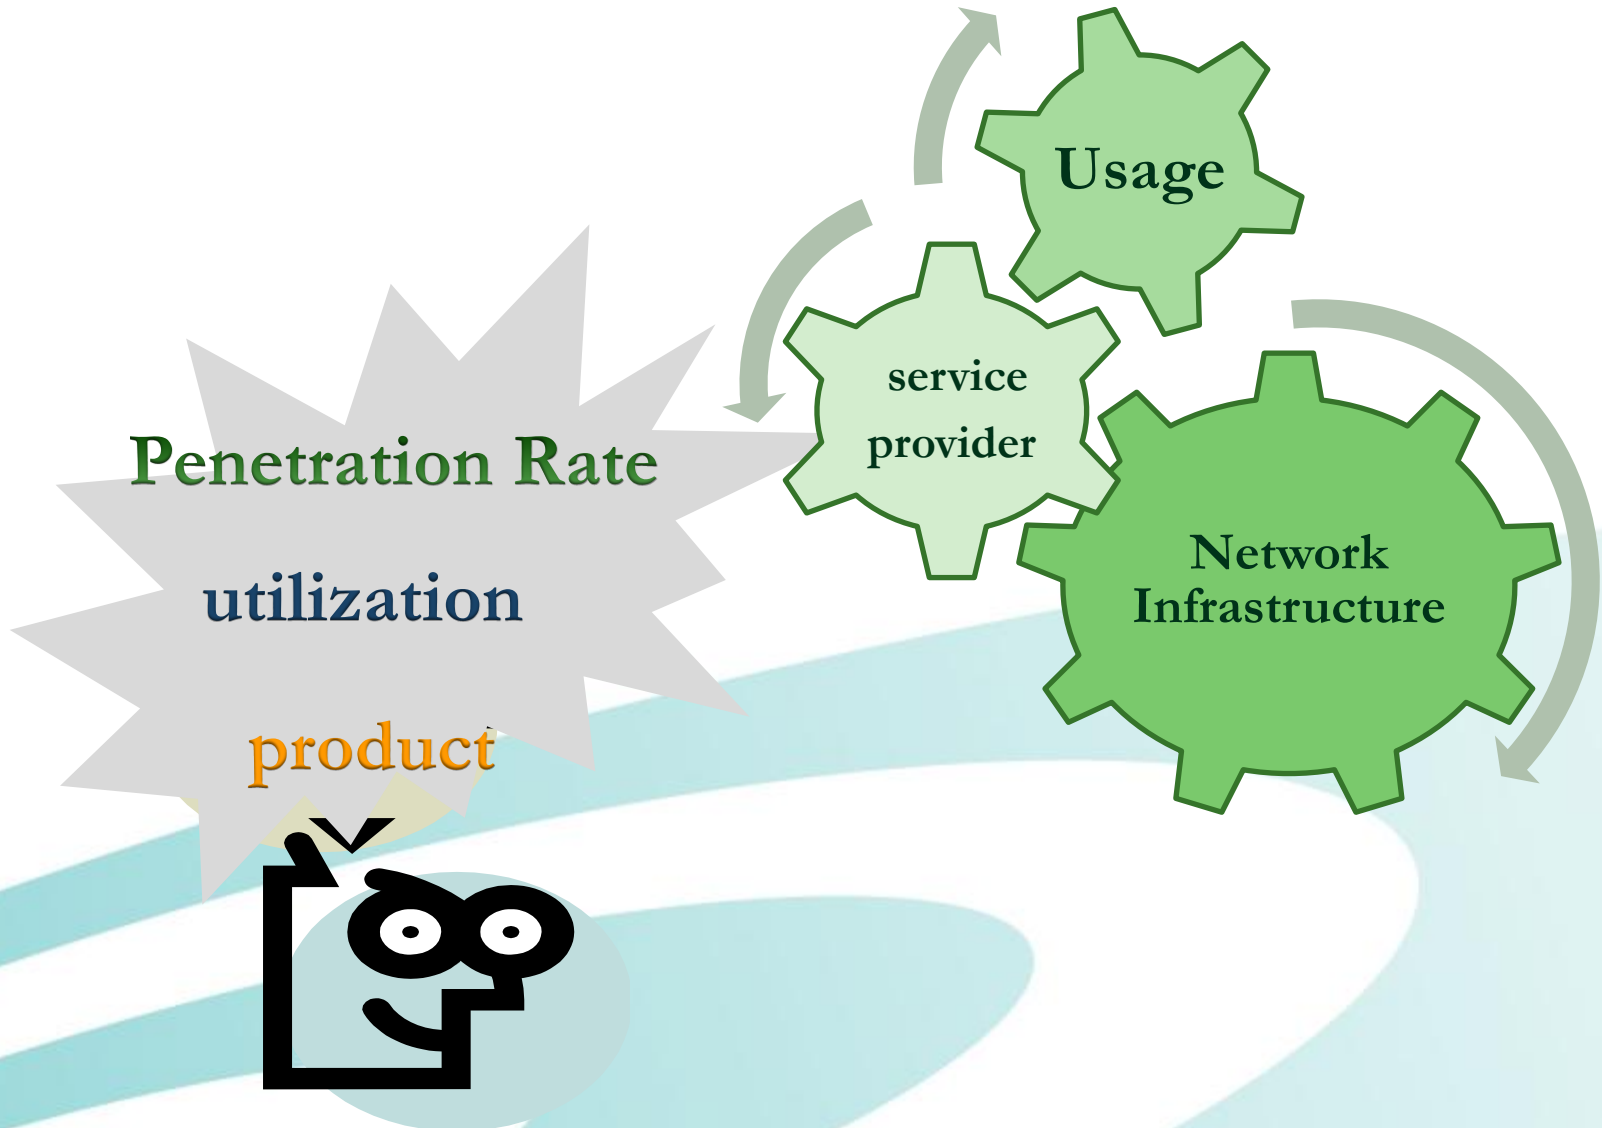 Usage
service
provider
Network
Infrastructure
Penetration Rate
utilization
product